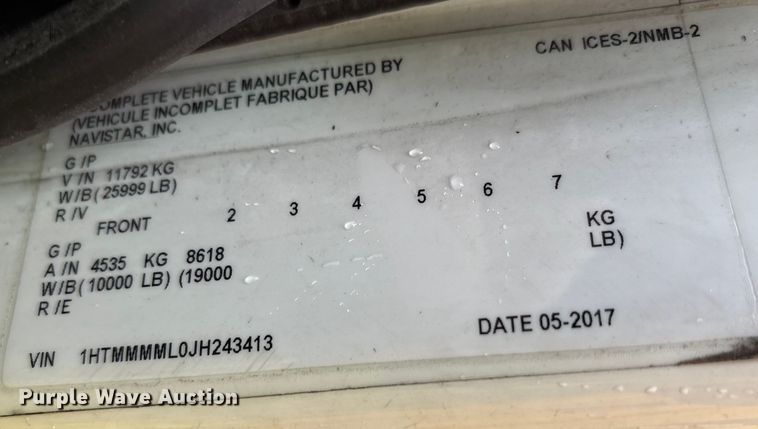 COMPLETE VEHICLE MANUFACTURED BY
(VEHICULE INCOMPLET FABRIQUE PAR)
NAVISTAR, INC.
CAN ICES-2/NMB-2
G /P
V /N 11792 KG
W/B( 25999 LB)
R /V
FRONT 2 3 4 5 6 7
G /P
A /N 4535 KG 8618 KG
W/B( 10000 LB) (19000 LB)
R /E
VIN 1HTMMMML0JH243413
DATE 05-2017
Purple Wave Auction